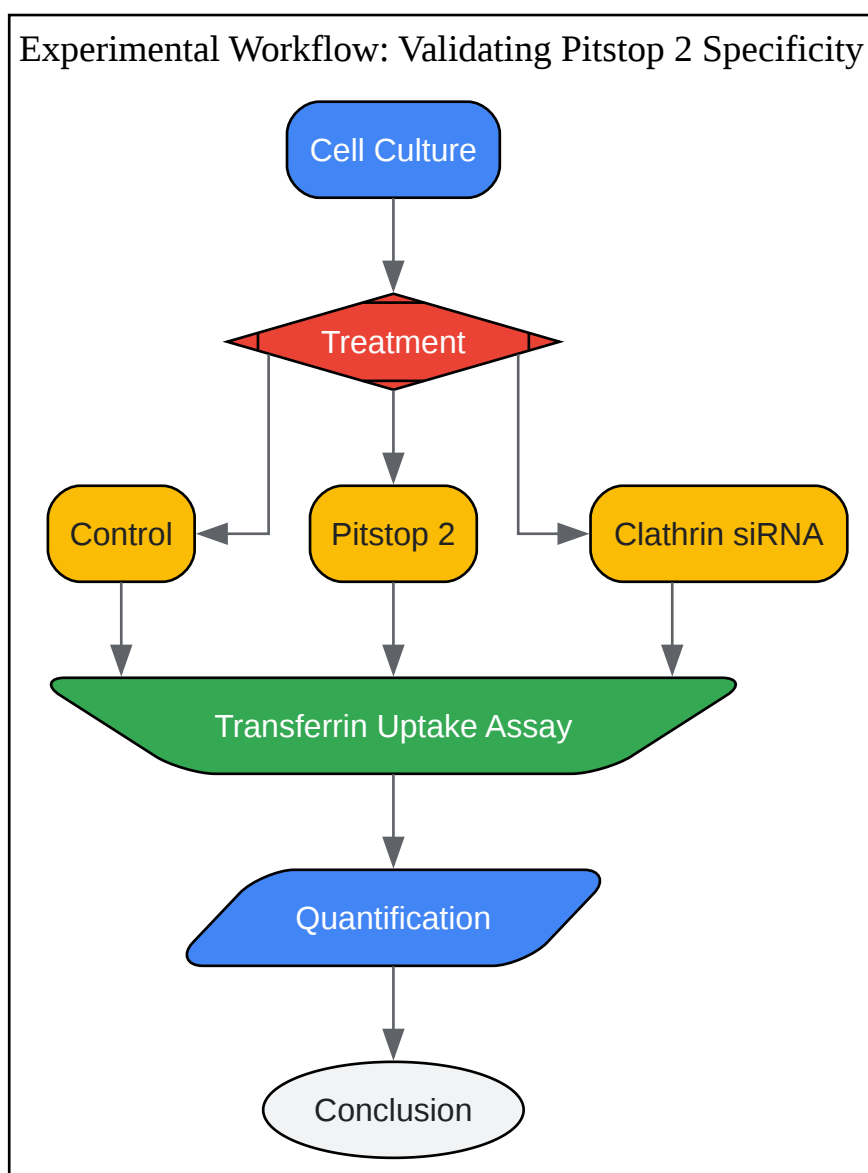 Experimental Workflow: Validating Pitstop 2 Specificity
Cell Culture
Treatment
Control
Pitstop 2
Clathrin siRNA
Transferrin Uptake Assay
Quantification
Conclusion